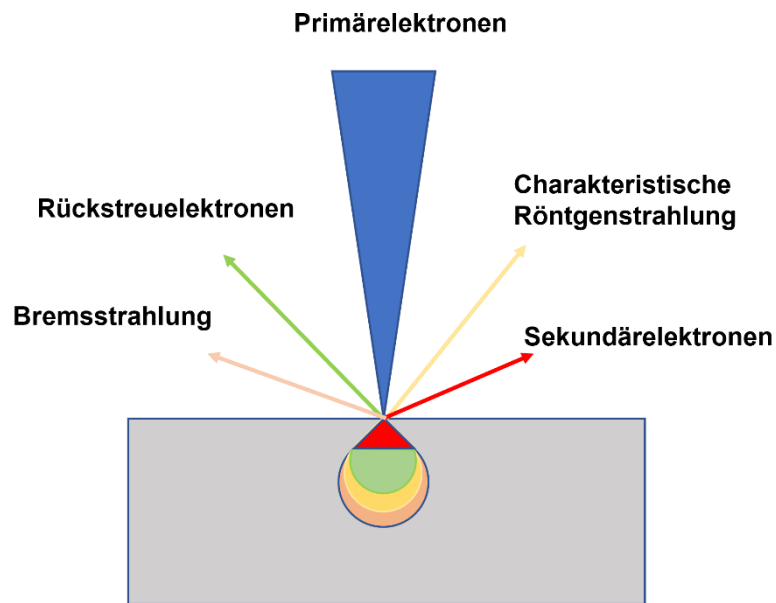 Primärelektronen
Rückstreuelektronen
Charakteristische
Röntgenstrahlung
Bremsstrahlung
Sekundärelektronen